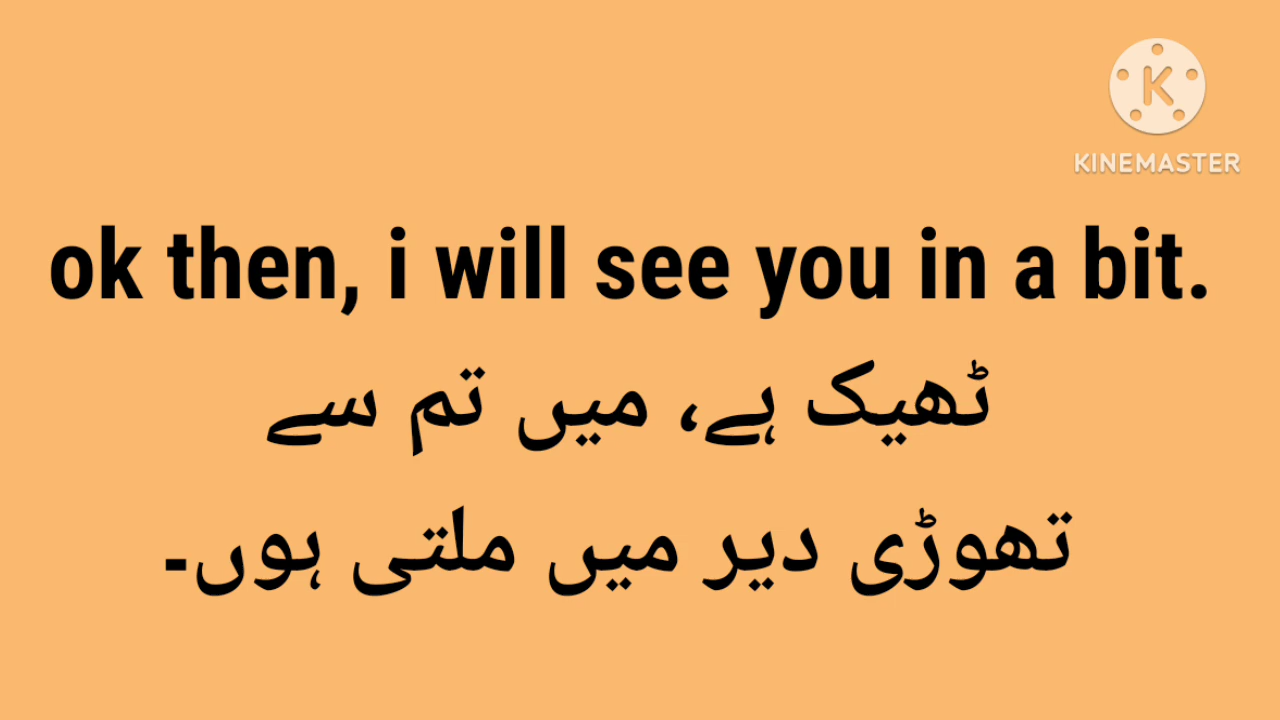 K
KINEMASTER
ok then, i will see you in a bit.
ٹھیک ہے، میں تم سے
تھوڑی دیر میں ملتی ہوں۔